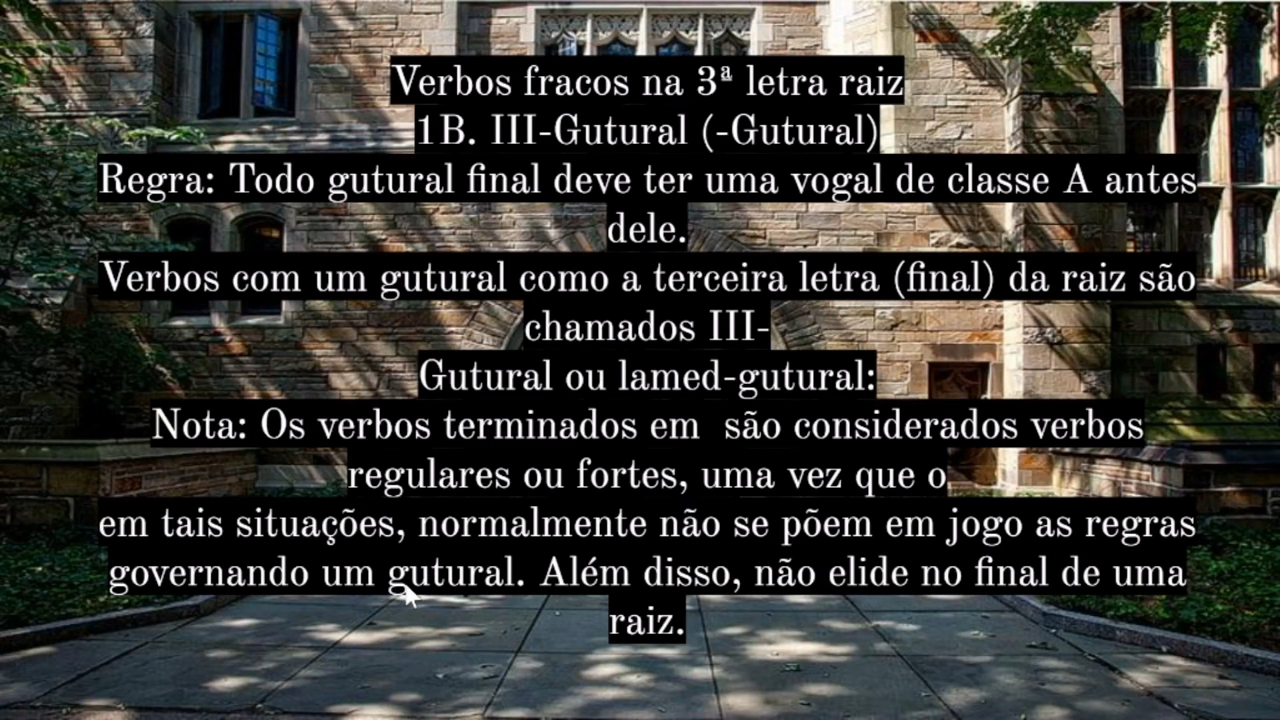 Verbos fracos na 3ª letra raiz
1B. III-Gutural (-Gutural)
Regra: Todo gutural final deve ter uma vogal de classe A antes
dele.
Verbos com um gutural como a terceira letra (final) da raiz são
chamados III-
Gutural ou lamed-gutural:
Nota: Os verbos terminados em  são considerados verbos
regulares ou fortes, uma vez que o
em tais situações, normalmente não se põem em jogo as regras
governando um gutural. Além disso, não elide no final de uma
raiz.